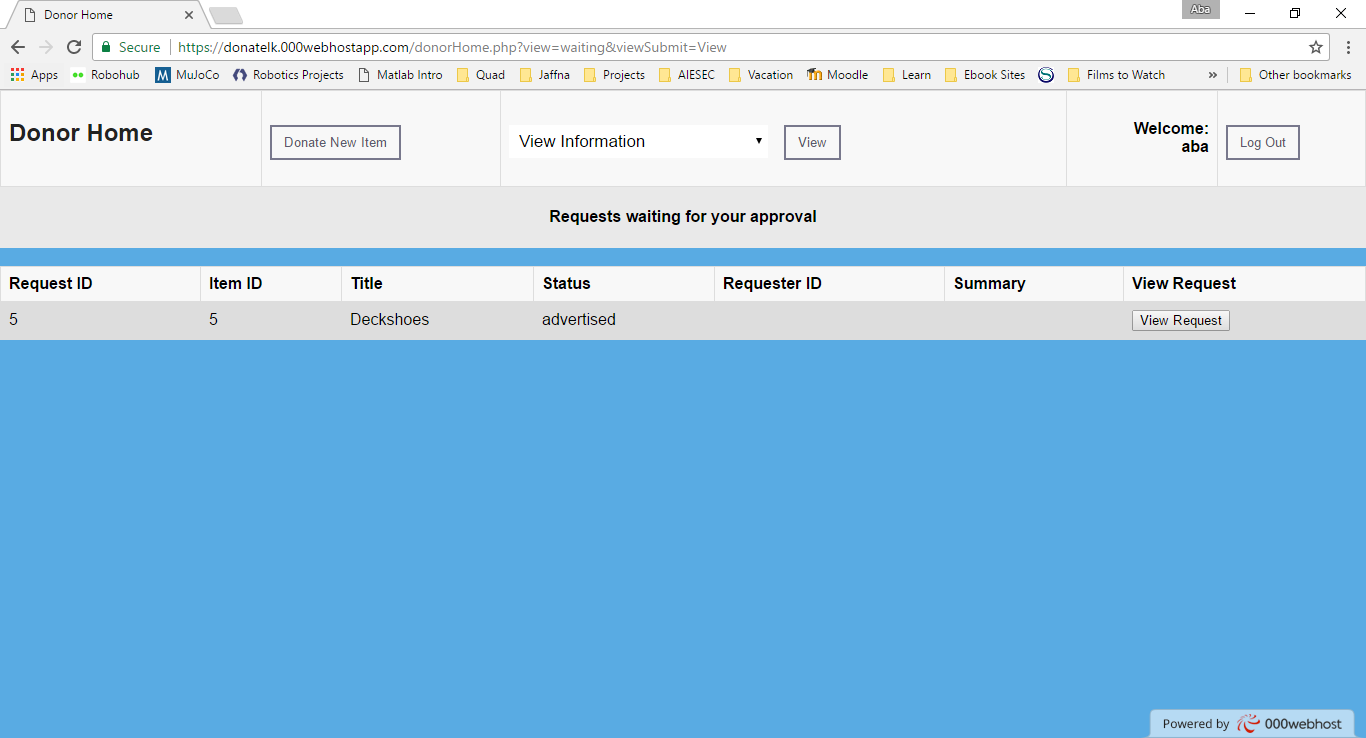 Donor Home
Aba
Secure https://donatelk.000webhostapp.com/donorHome.php?view=waiting&viewSubmit=View
Apps Robohub MuJoCo Robotics Projects Matlab Intro Quad Jaffna Projects AIESEC Vacation Moodle Learn Ebook Sites Films to Watch » Other bookmarks
Donor Home
Donate New Item
View Information
View
Welcome:
aba
Log Out
Requests waiting for your approval
Request ID Item ID Title Status Requester ID Summary View Request
5 5 Deckshoes advertised View Request
Powered by 000webhost